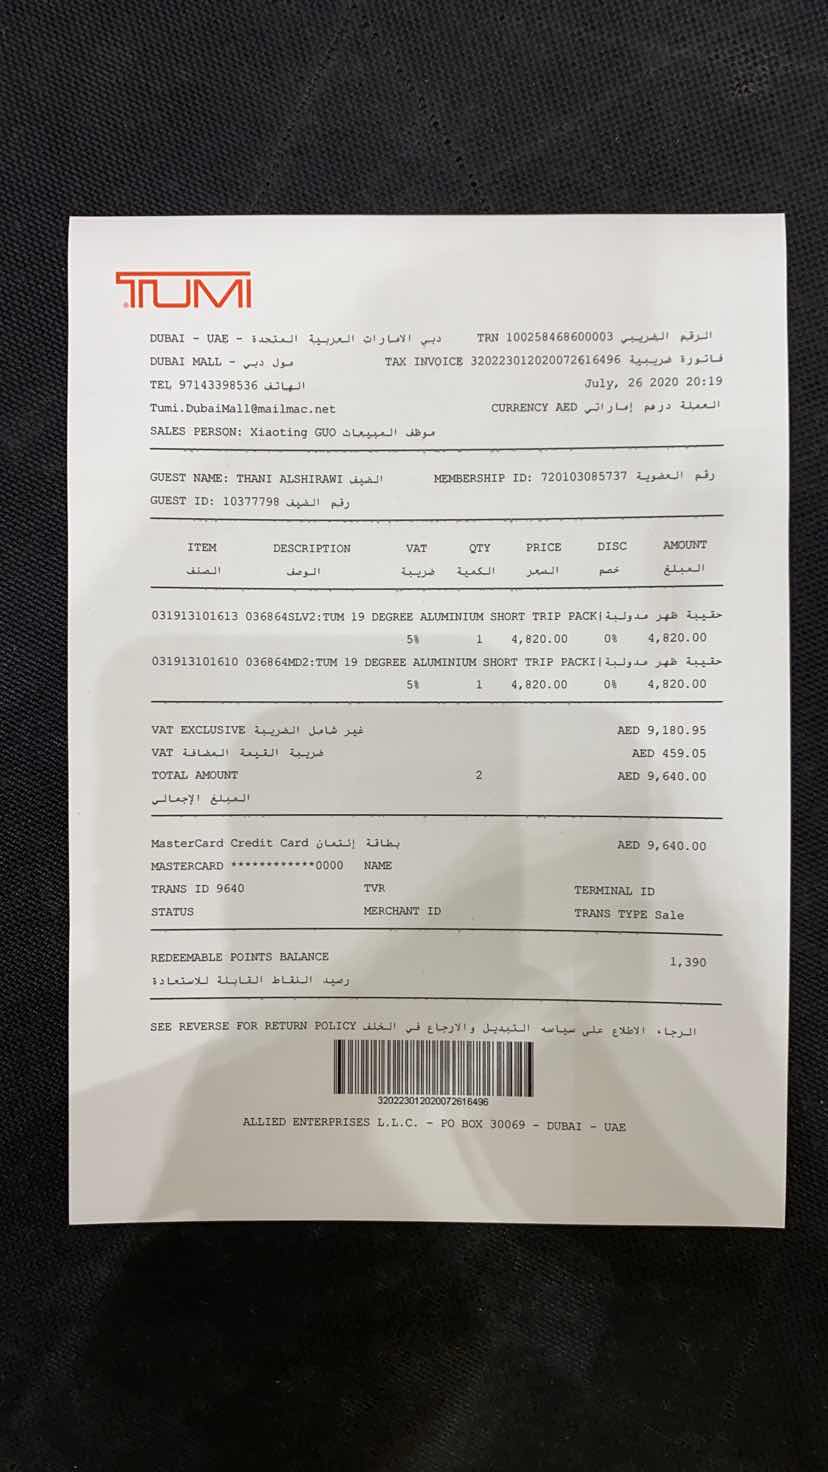 TUMI
DUBAI - UAE - دبي الامارات العربية المتحدة TRN 100258468600003 الرقم الضريبي
DUBAI MALL - مول دبي TAX INVOICE 320223012020072616496 فاتورة ضريبية
TEL 97143398536 الهاتف July, 26 2020 20:19
Tumi.DubaiMall@mailmac.net CURRENCY AED العملة درهم إماراتي
SALES PERSON: Xiaoting GUO موظف المبيعات
GUEST NAME: THANI ALSHIRAWI الضيف MEMBERSHIP ID: 720103085737 رقم العضوية
GUEST ID: 10377798 رقم الضيف
ITEM DESCRIPTION VAT QTY PRICE DISC AMOUNT
الصنف الوصف ضريبة الكمية السعر خصم المبلغ
031913101613 036864SLV2:TUM 19 DEGREE ALUMINIUM SHORT TRIP PACK|حقيبة ظهر مدولبة
5% 1 4,820.00 0% 4,820.00
031913101610 036864MD2:TUM 19 DEGREE ALUMINIUM SHORT TRIP PACKI|حقيبة ظهر مدولبة
5% 1 4,820.00 0% 4,820.00
VAT EXCLUSIVE غير شامل الضريبة AED 9,180.95
VAT ضريبة القيمة المضافة AED 459.05
TOTAL AMOUNT 2 AED 9,640.00
المبلغ الإجمالي
MasterCard Credit Card بطاقة إئتمان AED 9,640.00
MASTERCARD ************0000 NAME
TRANS ID 9640 TVR TERMINAL ID
STATUS MERCHANT ID TRANS TYPE Sale
REDEEMABLE POINTS BALANCE 1,390
رصيد النقاط القابلة للاستعادة
SEE REVERSE FOR RETURN POLICY الرجاء الاطلاع على سياسه التبديل والارجاع في الخلف
320223012020072616496
ALLIED ENTERPRISES L.L.C. - PO BOX 30069 - DUBAI - UAE